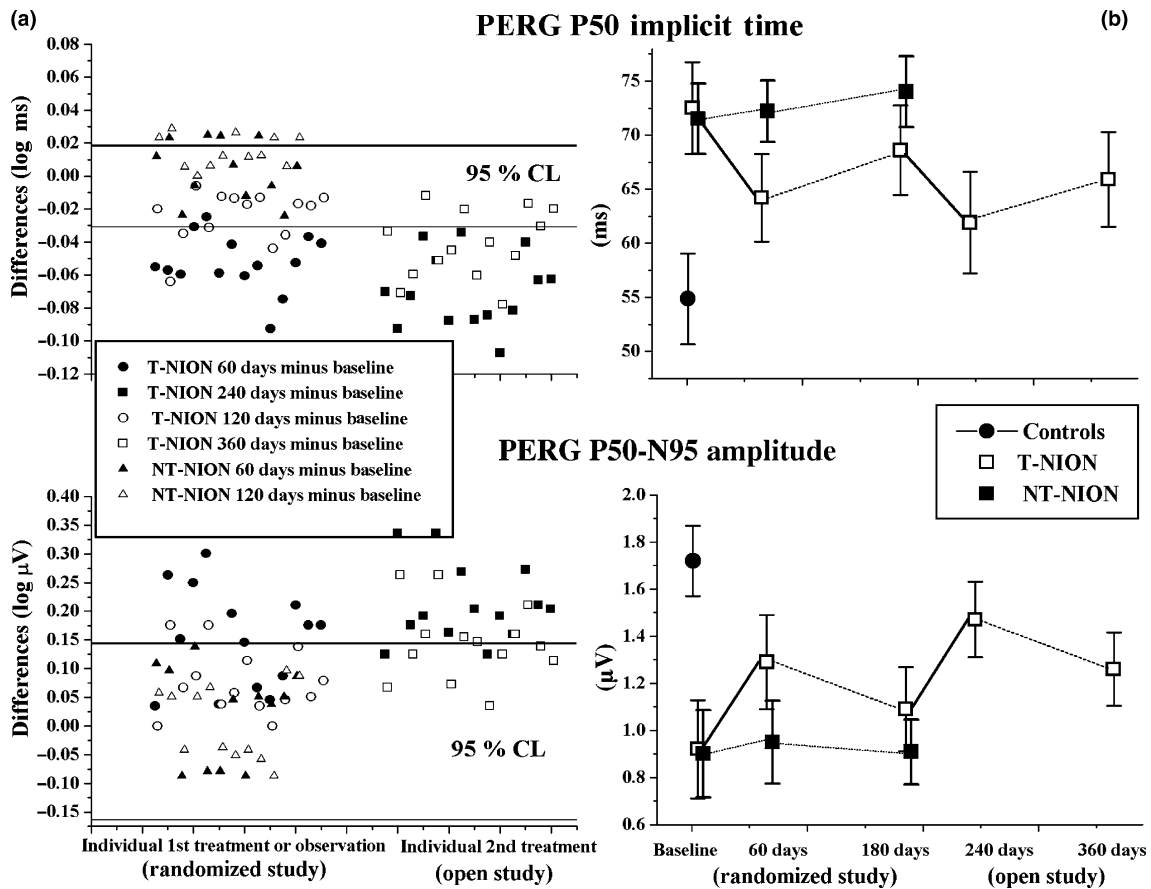 (a)
PERG P50 implicit time
(b)
Differences (log ms)
0.08
0.06
0.04
0.02
0.00
−0.02
−0.04
−0.06
−0.08
−0.10
−0.12
95 % CL
(ms)
75
70
65
60
55
50
T-NION 60 days minus baseline
T-NION 240 days minus baseline
T-NION 120 days minus baseline
T-NION 360 days minus baseline
NT-NION 60 days minus baseline
NT-NION 120 days minus baseline
Controls
T-NION
NT-NION
PERG P50-N95 amplitude
Differences (log µV)
0.40
0.35
0.30
0.25
0.20
0.15
0.10
0.05
0.00
−0.05
−0.10
−0.15
95 % CL
Individual 1st treatment or observation
(randomized study)
Individual 2nd treatment
(open study)
(µV)
2.0
1.8
1.6
1.4
1.2
1.0
0.8
0.6
Baseline 60 days 180 days 240 days 360 days
(randomized study) (open study)